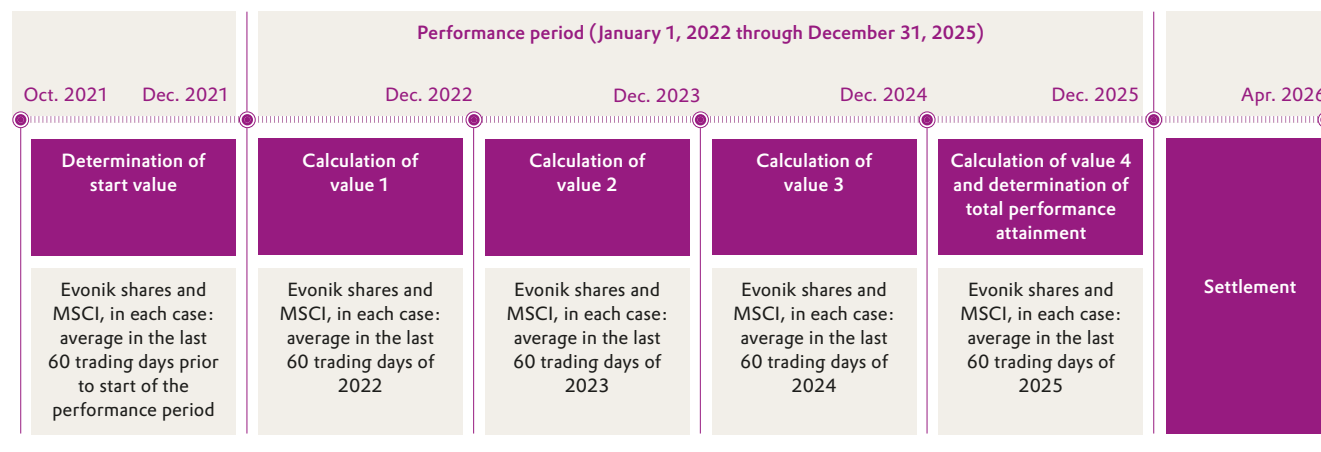 Performance period (January 1, 2022 through December 31, 2025)
Oct. 2021
Dec. 2021
Dec. 2022
Dec. 2023
Dec. 2024
Dec. 2025
Apr. 2026
Determination of
start value
Calculation of
value 1
Calculation of
value 2
Calculation of
value 3
Calculation of value 4
and determination of
total performance
attainment
Settlement
Evonik shares and
MSCI, in each case:
average in the last
60 trading days prior
to start of the
performance period
Evonik shares and
MSCI, in each case:
average in the last
60 trading days of
2022
Evonik shares and
MSCI, in each case:
average in the last
60 trading days of
2023
Evonik shares and
MSCI, in each case:
average in the last
60 trading days of
2024
Evonik shares and
MSCI, in each case:
average in the last
60 trading days of
2025